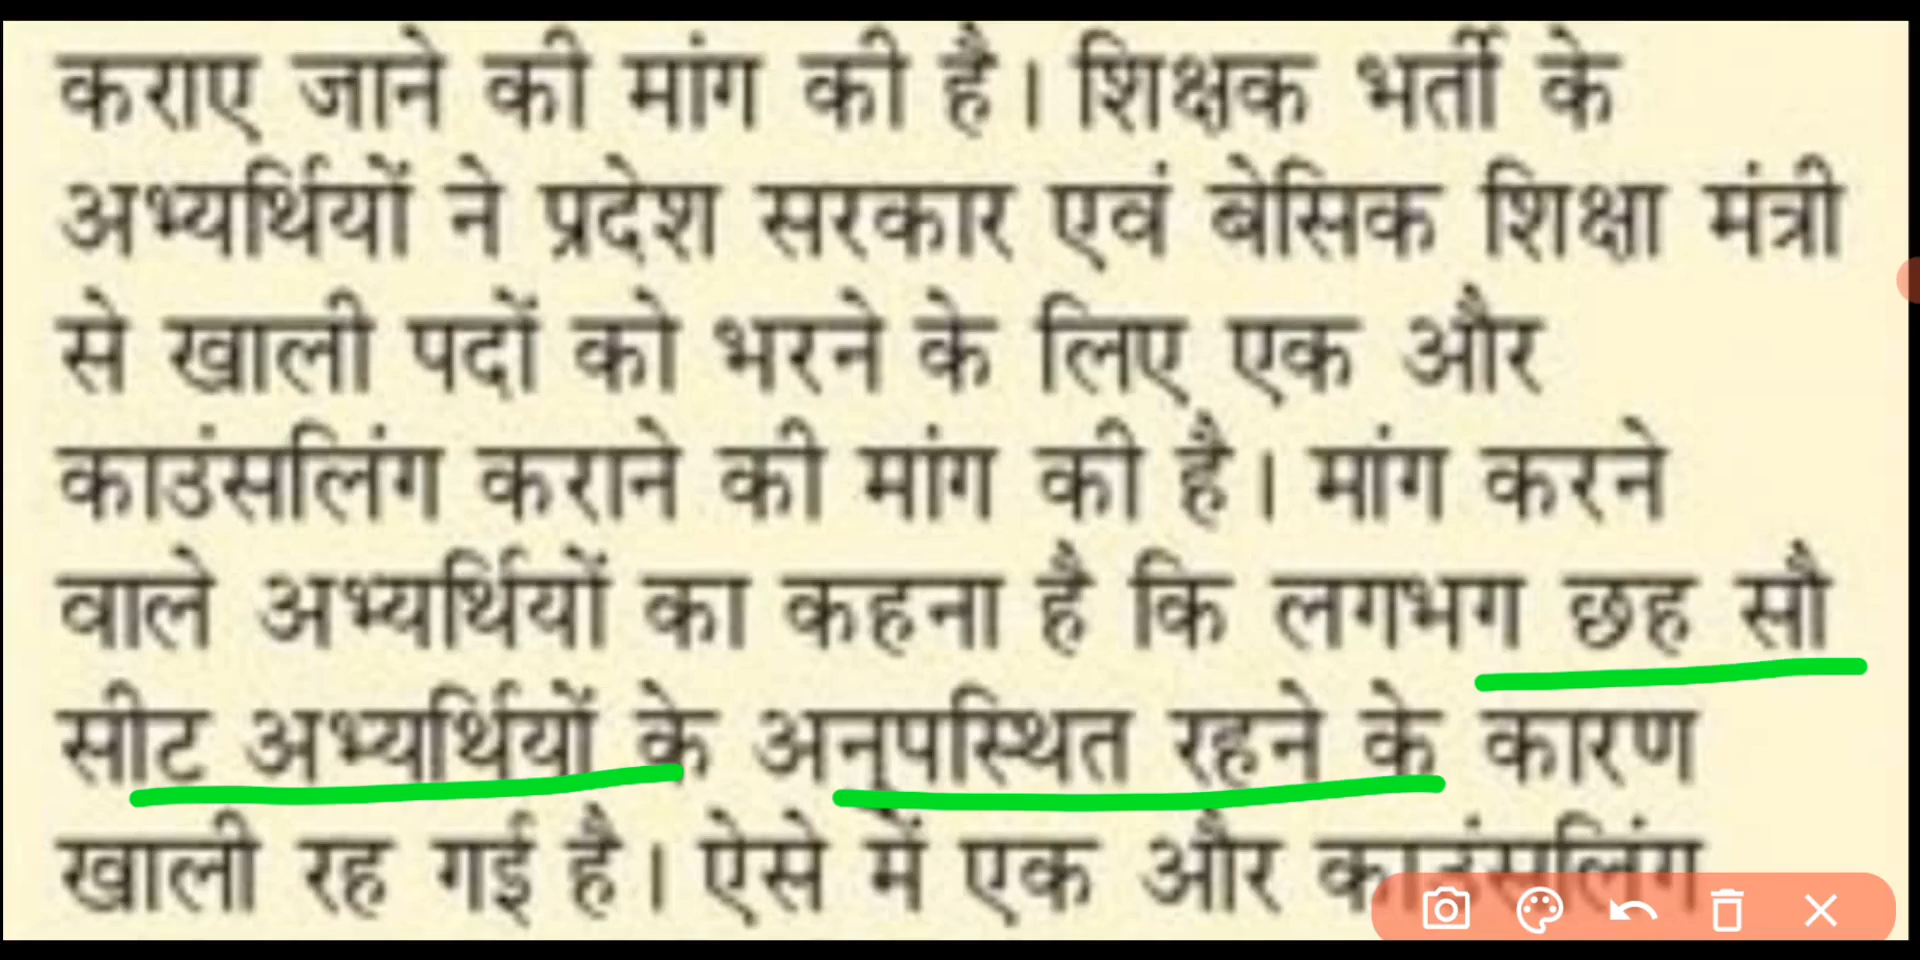 कराए जाने की मांग की है। शिक्षक भर्ती के
अभ्यर्थियों ने प्रदेश सरकार एवं बेसिक शिक्षा मंत्री
से खाली पदों को भरने के लिए एक और
काउंसलिंग कराने की मांग की है। मांग करने
वाले अभ्यर्थियों का कहना है कि लगभग छह सौ
सीट अभ्यर्थियों के अनुपस्थित रहने के कारण
खाली रह गई है। ऐसे में एक और काउंसलिंग